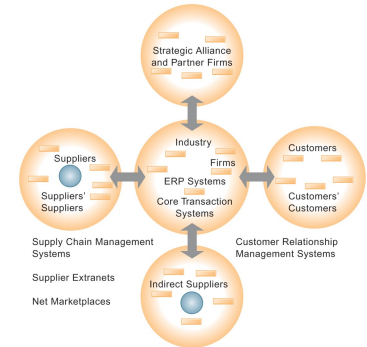 Strategic Alliance
and Partner Firms
Industry
Firms
ERP Systems
Core Transaction
Systems
Suppliers
Suppliers'
Suppliers
Customers
Customers'
Customers
Supply Chain Management
Systems
Supplier Extranets
Net Marketplaces
Customer Relationship
Management Systems
Indirect Suppliers